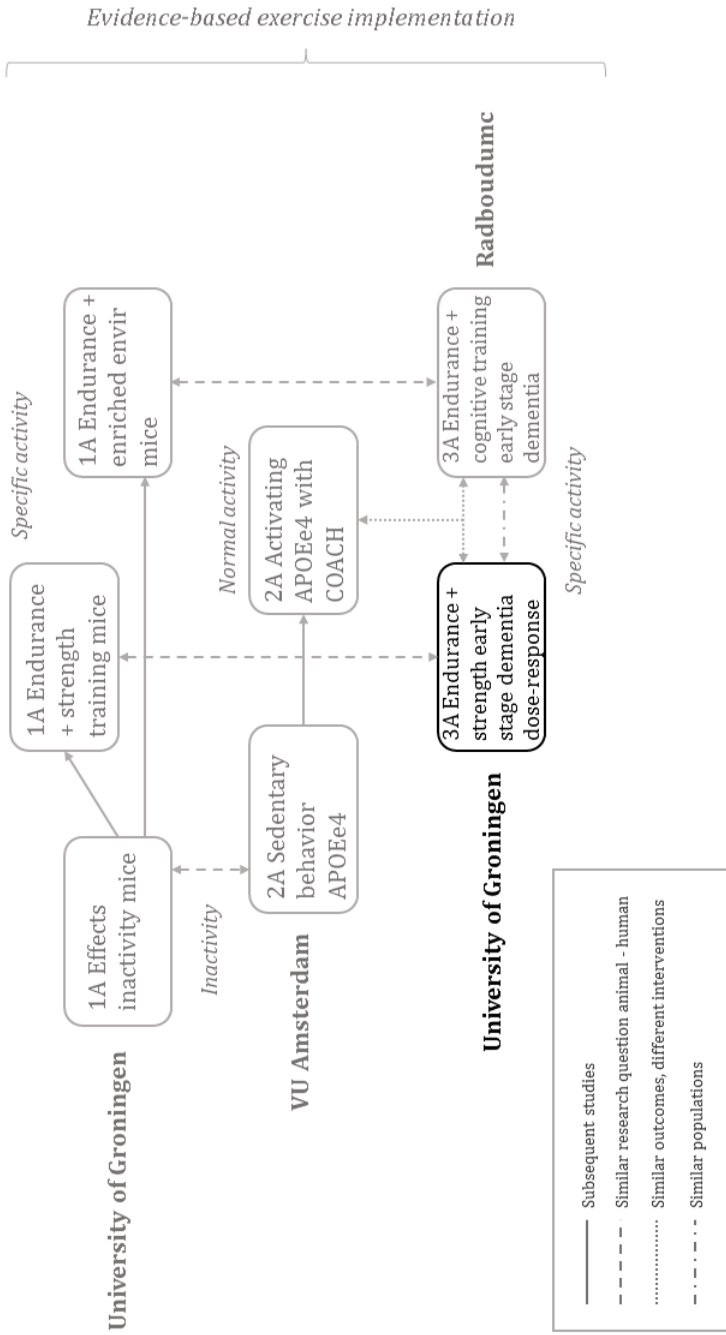 Evidence-based exercise implementation
University of Groningen
1A Effects
inactivity mice
Specific activity
1A Endurance
+ strength
training mice
1A Endurance +
enriched envir
mice
Inactivity
VU Amsterdam
2A Sedentary
behavior
APOEe4
Normal activity
2A Activating
APOEe4 with
COACH
University of Groningen
3A Endurance +
strength early
stage dementia
dose-response
3A Endurance +
cognitive training
early stage
dementia
Radboudumc
Specific activity
Subsequent studies
Similar research question animal - human
Similar outcomes, different interventions
Similar populations